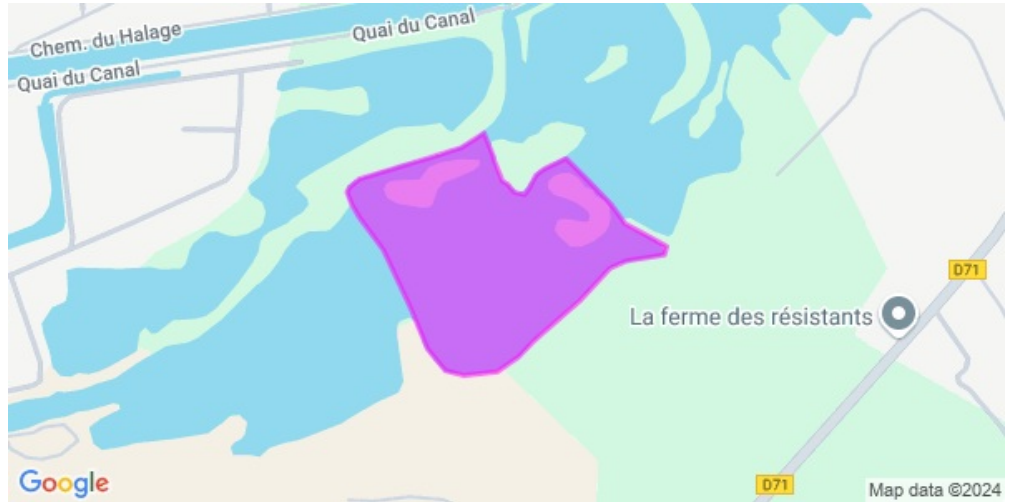 Chem. du Halage
Quai du Canal
Quai du Canal
D71
La ferme des résistants
D71
Google
Map data ©2024